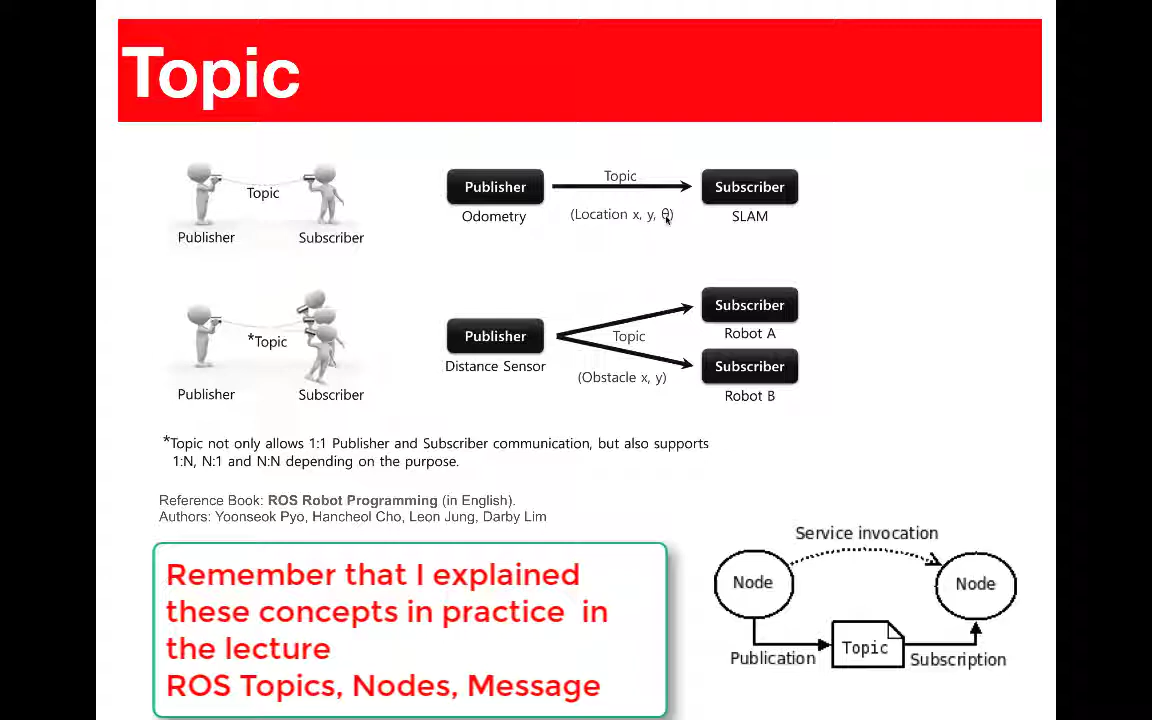 Topic
Topic
Publisher
Subscriber
Publisher
Topic
Subscriber
Odometry
(Location x, y, θ)
SLAM
*Topic
Publisher
Subscriber
Publisher
Distance Sensor
Topic
(Obstacle x, y)
Subscriber
Robot A
Subscriber
Robot B
*Topic not only allows 1:1 Publisher and Subscriber communication, but also supports
1:N, N:1 and N:N depending on the purpose.
Reference Book: ROS Robot Programming (in English).
Authors: Yoonseok Pyo, Hancheol Cho, Leon Jung, Darby Lim
Remember that I explained
these concepts in practice in
the lecture
ROS Topics, Nodes, Message
Service invocation
Node
Node
Topic
Publication
Subscription